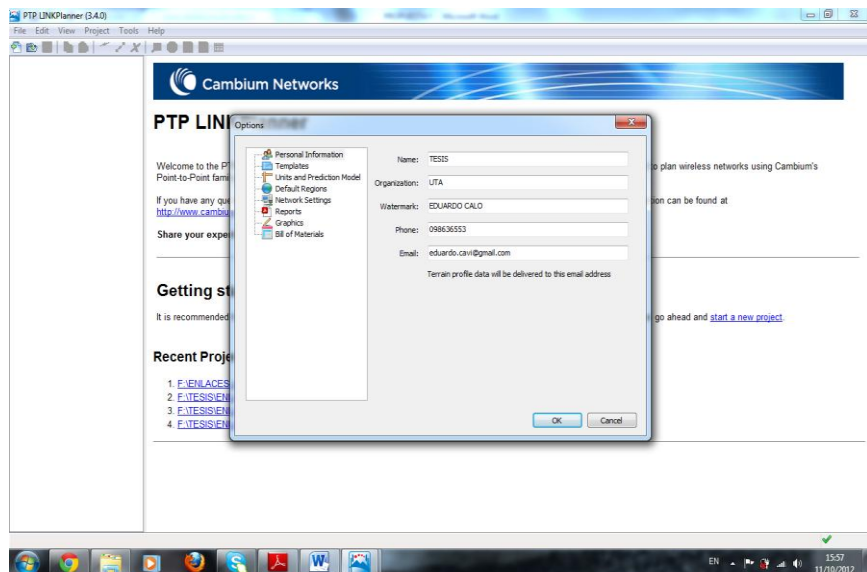 PTP LINKPlanner (3.4.0)
File Edit View Project Tools Help
Cambium Networks
PTP LIN
Welcome to the P
to plan wireless networks using Cambium's
Point-to-Point fami
If you have any que
ion can be found at
http://www.cambiu
Share your expe
Getting st
It is recommended
go ahead and start a new project.
Recent Proje
1. F:\ENLACES
2. F:\TESIS\EN
3. F:\TESIS\EN
4. F:\TESIS\EN
Options
Personal Information
Templates
Units and Prediction Model
Default Regions
Network Settings
Reports
Graphics
Bill of Materials
Name: TESIS
Organization: UTA
Watermark: EDUARDO CALO
Phone: 098636553
Email: eduardo.cavi@gmail.com
Terrain profile data will be delivered to this email address
OK Cancel
EN
15:57
11/10/2012